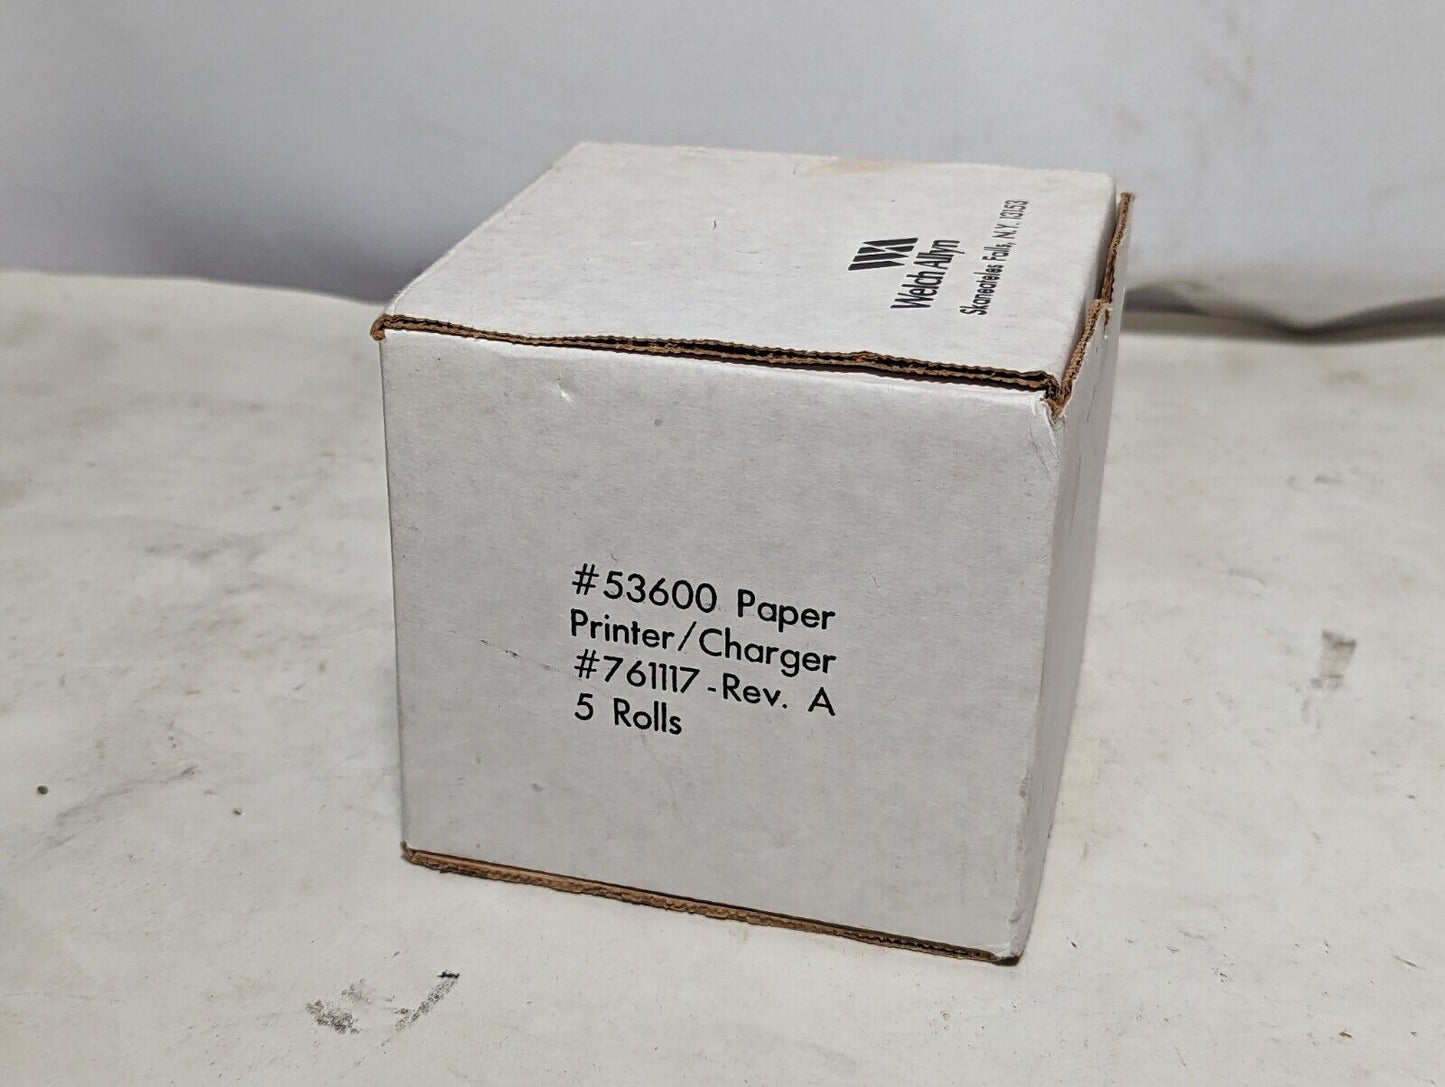 Welch Allyn
Skaneateles Falls, N.Y. 13153
#53600 Paper
Printer/Charger
#761117-Rev. A
5 Rolls